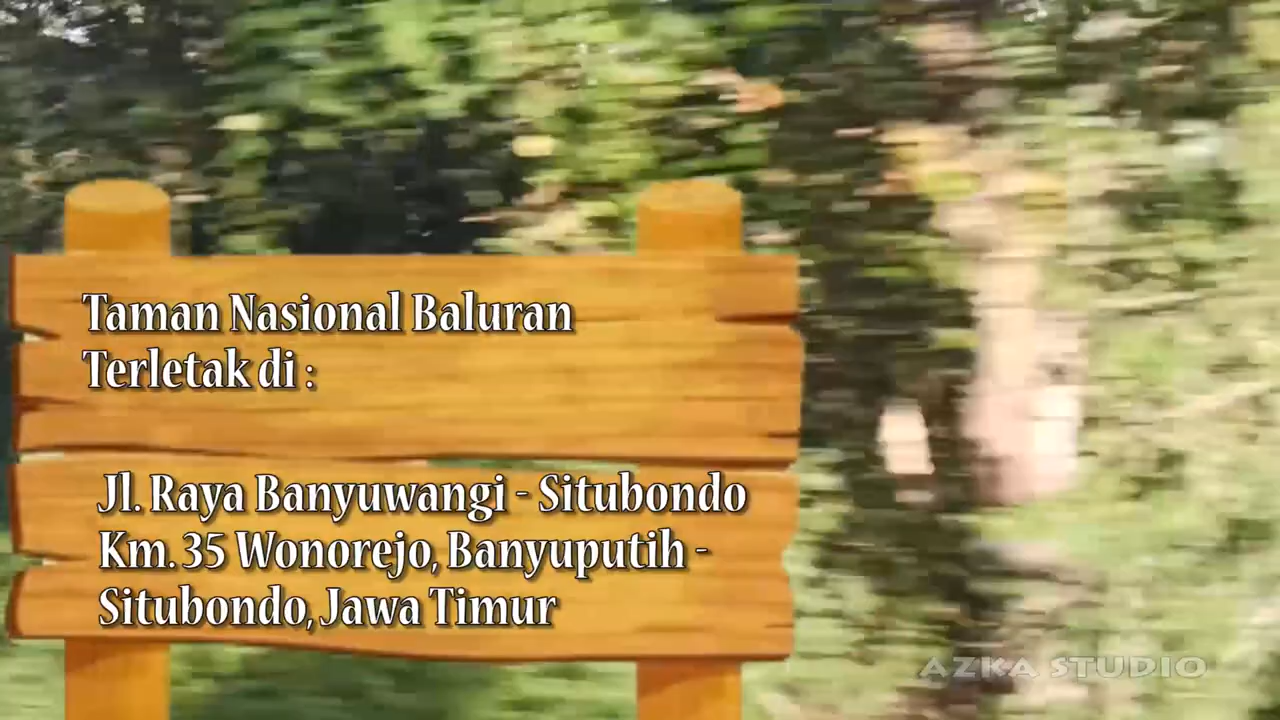 Taman Nasional Baluran
Terletak di :
Jl. Raya Banyuwangi - Situbondo
Km. 35 Wonorejo, Banyuputih -
Situbondo, Jawa Timur
AZKA STUDIO